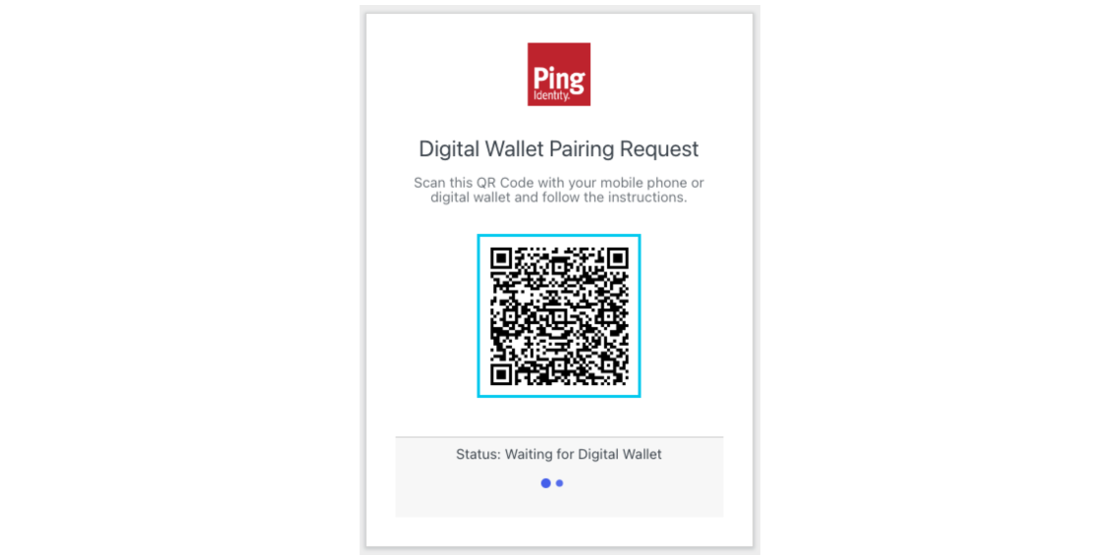 Ping
Identity.
Digital Wallet Pairing Request
Scan this QR Code with your mobile phone or
digital wallet and follow the instructions.
Status: Waiting for Digital Wallet